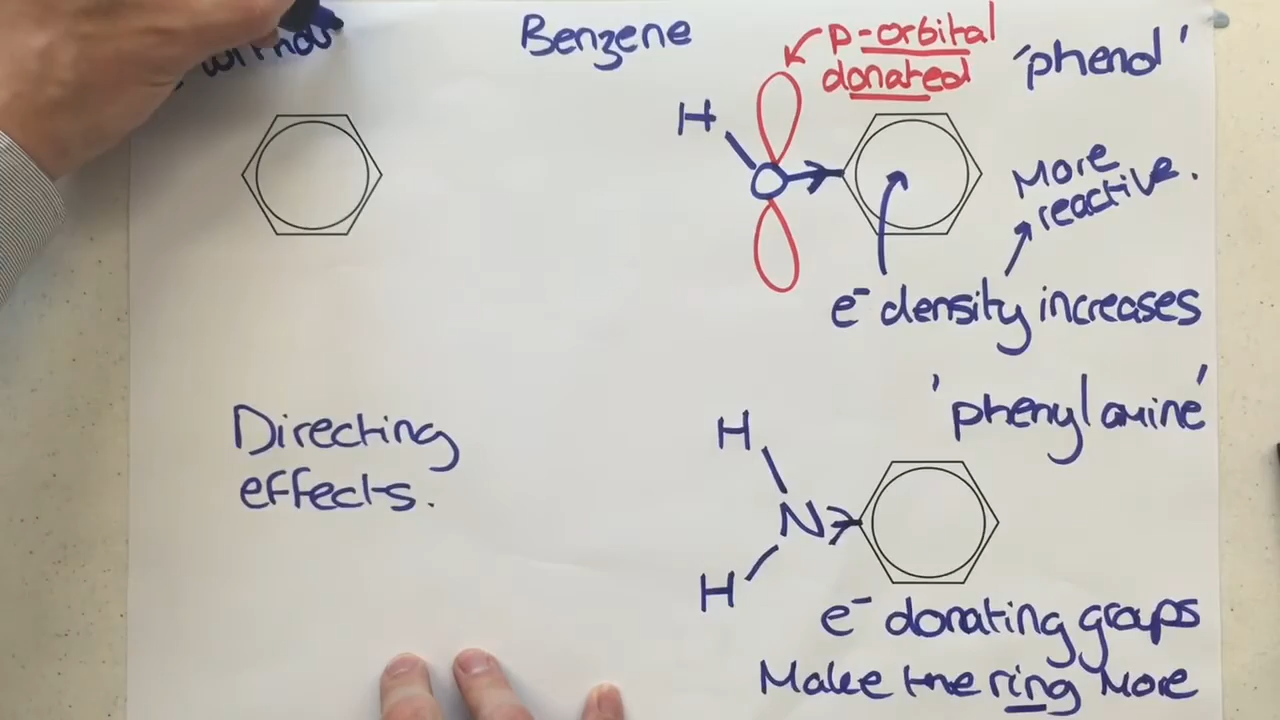 Benzene
p-orbital
donated
'phenol'
H
O
More
reactive.
e⁻ density increases
Directing
effects.
'phenylamine'
H
N
H
e⁻ donating groups
Make the ring More